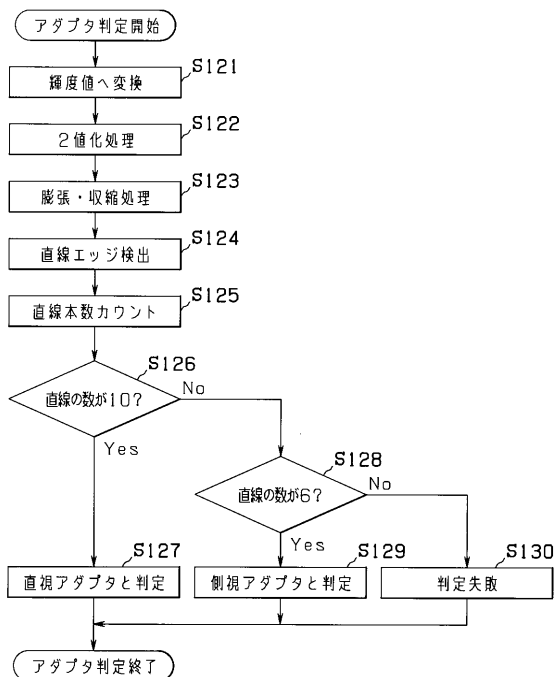 アダプタ判定開始
S121
輝度値へ変換
S122
2値化処理
S123
膨張・収縮処理
S124
直線エッジ検出
S125
直線本数カウント
S126
直線の数が10?
No
Yes
S128
直線の数が6?
No
Yes
S127
直視アダプタと判定
S129
側視アダプタと判定
S130
判定失敗
アダプタ判定終了